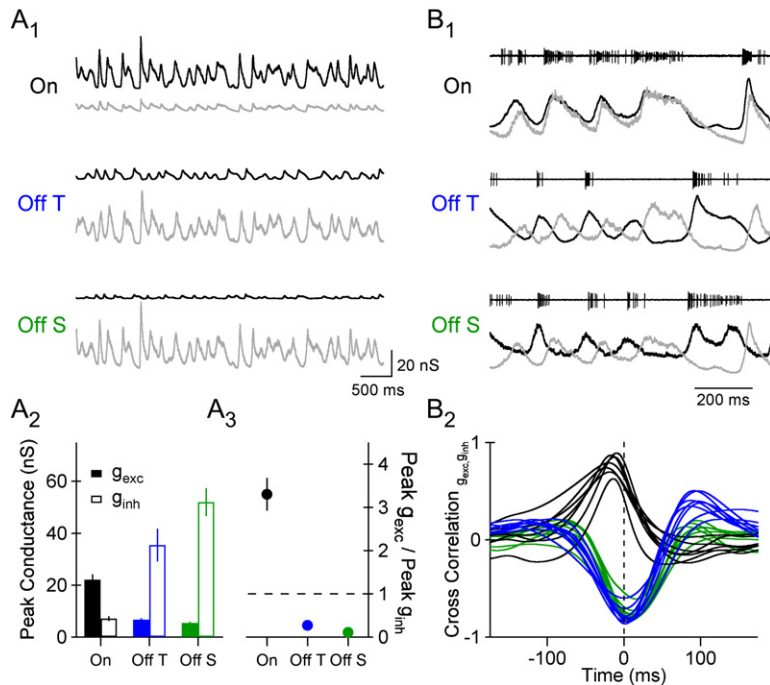 A1
On
Off T
Off S
20 nS
500 ms
B1
On
Off T
Off S
200 ms
A2
Peak Conductance (nS)
60
40
20
0
gexc
ginh
On
Off T
Off S
A3
4
3
2
1
0
Peak gexc / Peak ginh
On
Off T
Off S
B2
Cross Correlation gexc,ginh
1
0
-1
-100
0
100
Time (ms)